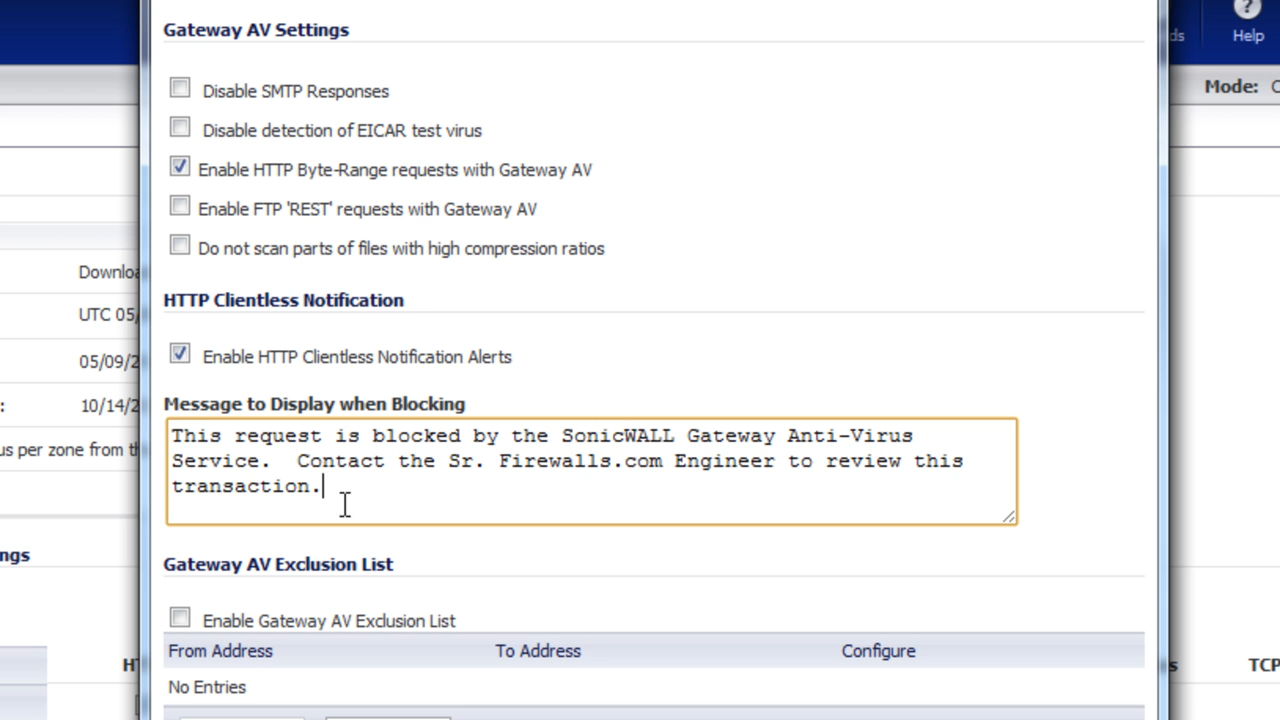 Gateway AV Settings
Help
Mode:
Disable SMTP Responses
Disable detection of EICAR test virus
Enable HTTP Byte-Range requests with Gateway AV
Enable FTP 'REST' requests with Gateway AV
Do not scan parts of files with high compression ratios
UTC 05/
HTTP Clientless Notification
05/09/2
Enable HTTP Clientless Notification Alerts
10/14/2
Message to Display when Blocking
This request is blocked by the SonicWALL Gateway Anti-Virus
Service.  Contact the Sr. Firewalls.com Engineer to review this
transaction.
us per zone from th
Gateway AV Exclusion List
ngs
Enable Gateway AV Exclusion List
From Address To Address Configure
TCP
No Entries